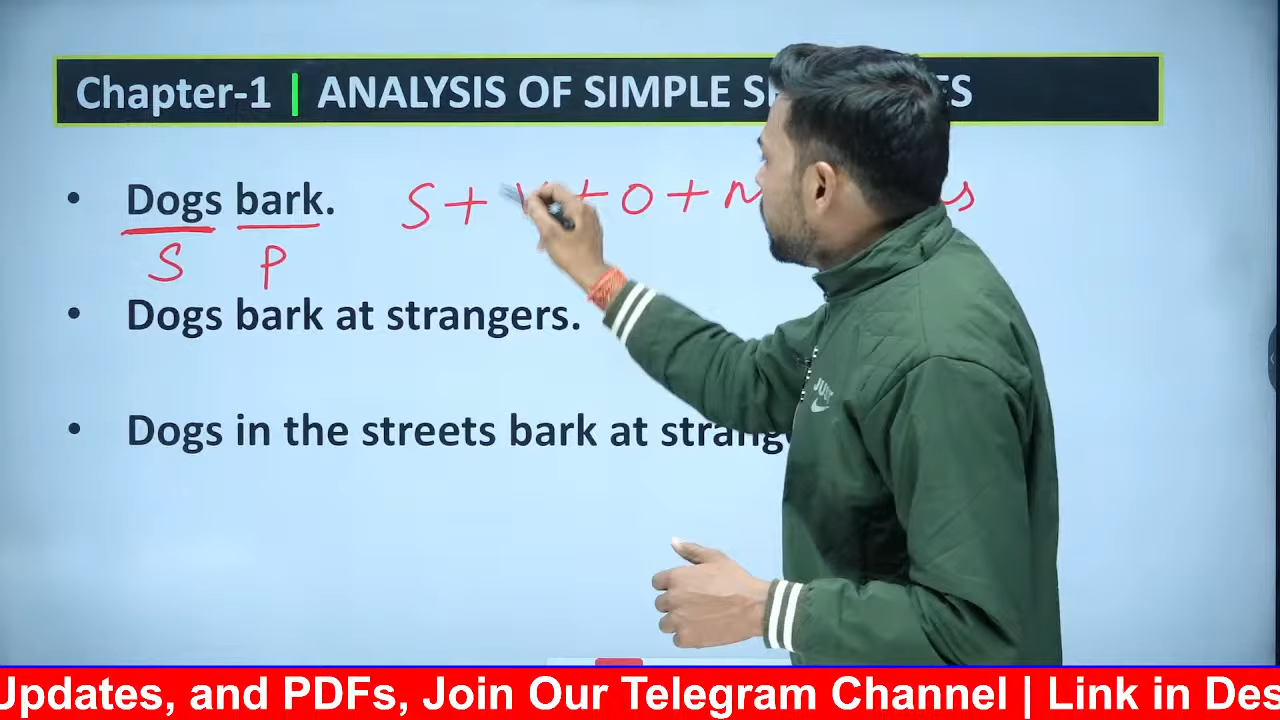 Chapter-1 | ANALYSIS OF SIMPLE
• Dogs bark. S + V + O +
S P
• Dogs bark at strangers.
• Dogs in the streets bark at
JUST
Updates, and PDFs, Join Our Telegram Channel | Link in Des